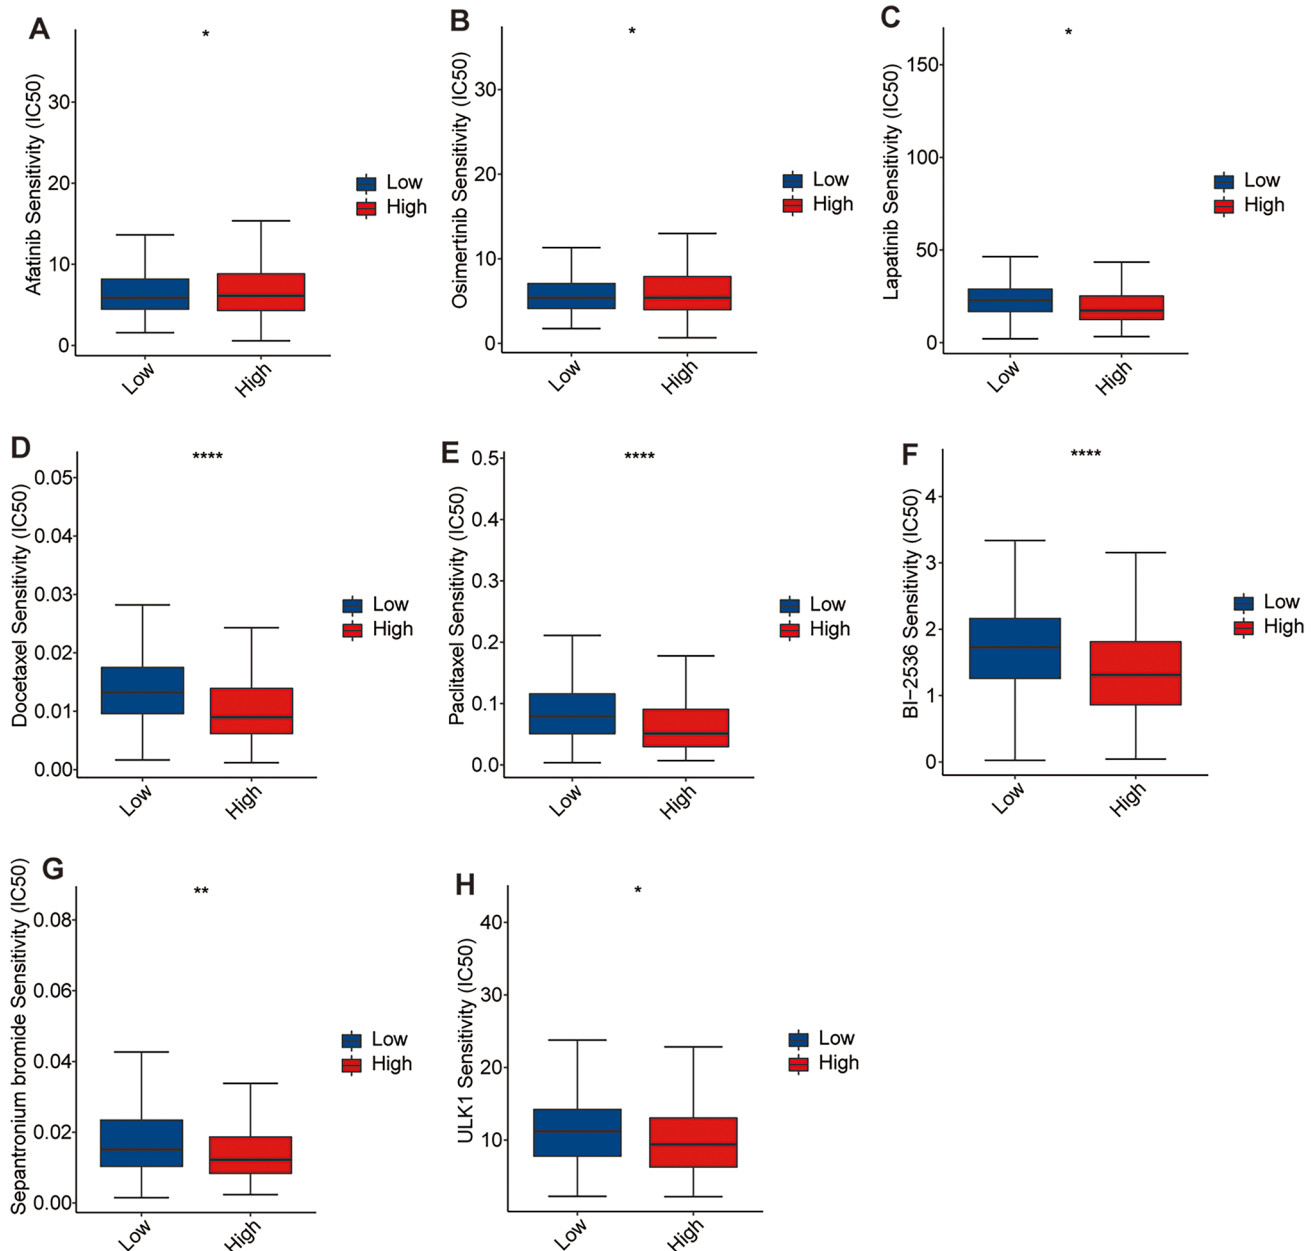 A
*
Afatinib Sensitivity (IC50)
30
20
10
0
Low
High
Low
High
B
*
Osimertinib Sensitivity (IC50)
30
20
10
0
Low
High
Low
High
C
*
Lapatinib Sensitivity (IC50)
150
100
50
0
Low
High
Low
High
D
****
Docetaxel Sensitivity (IC50)
0.05
0.04
0.03
0.02
0.01
0.00
Low
High
Low
High
E
****
Paclitaxel Sensitivity (IC50)
0.5
0.4
0.3
0.2
0.1
0.0
Low
High
Low
High
F
****
BI−2536 Sensitivity (IC50)
4
3
2
1
0
Low
High
Low
High
G
**
Sepantronium bromide Sensitivity (IC50)
0.08
0.06
0.04
0.02
0.00
Low
High
Low
High
H
*
ULK1 Sensitivity (IC50)
40
30
20
10
Low
High
Low
High